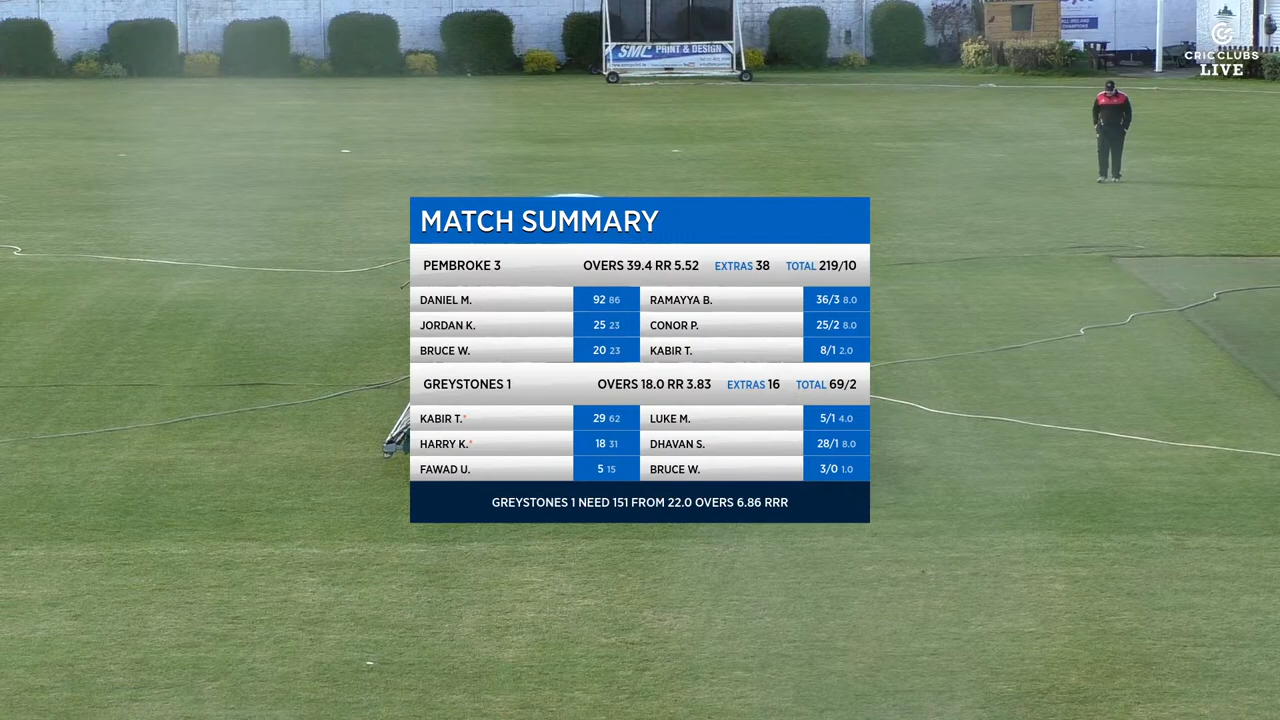 SMC PRINT & DESIGN
CRICCLUBS
LIVE
MATCH SUMMARY
PEMBROKE 3 OVERS 39.4 RR 5.52 EXTRAS 38 TOTAL 219/10
DANIEL M. 92 86 RAMAYYA B. 36/3 8.0
JORDAN K. 25 23 CONOR P. 25/2 8.0
BRUCE W. 20 23 KABIR T. 8/1 2.0
GREYSTONES 1 OVERS 18.0 RR 3.83 EXTRAS 16 TOTAL 69/2
KABIR T.* 29 62 LUKE M. 5/1 4.0
HARRY K.* 18 31 DHAVAN S. 28/1 8.0
FAWAD U. 5 15 BRUCE W. 3/0 1.0
GREYSTONES 1 NEED 151 FROM 22.0 OVERS 6.86 RRR